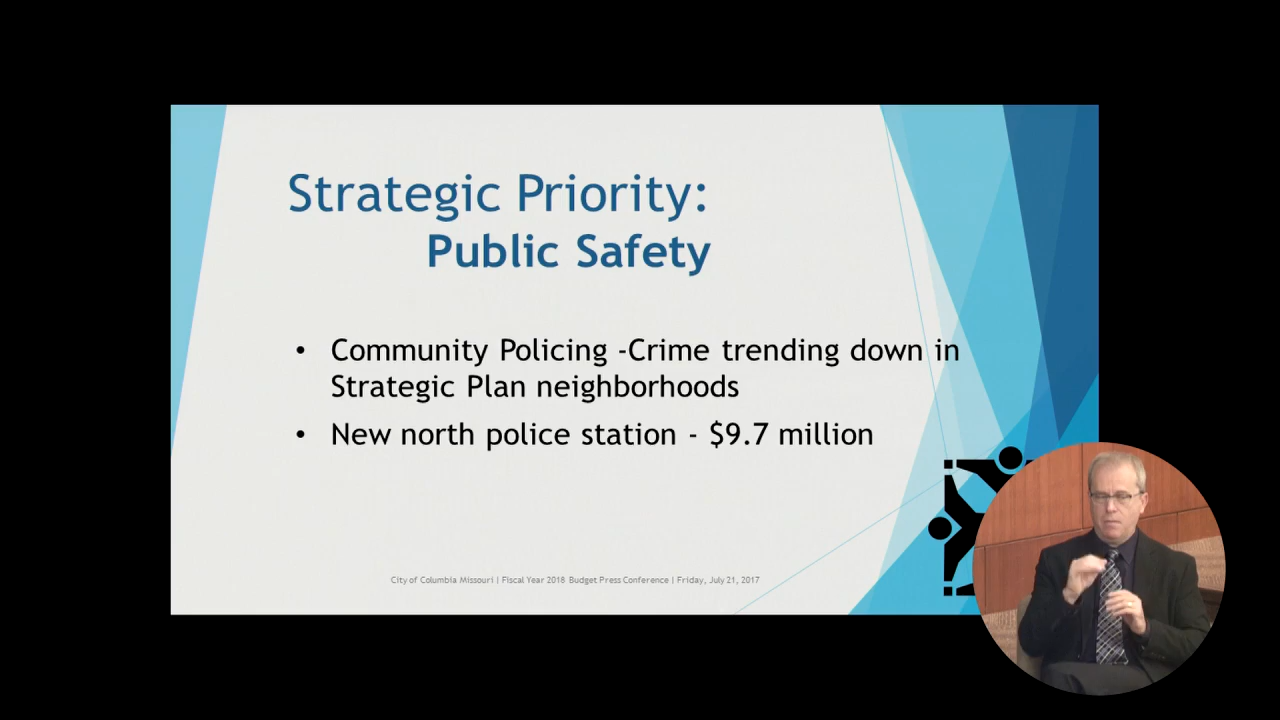 Strategic Priority:
Public Safety
• Community Policing -Crime trending down in
Strategic Plan neighborhoods
• New north police station - $9.7 million
City of Columbia Missouri | Fiscal Year 2018 Budget Press Conference | Friday, July 21, 2017